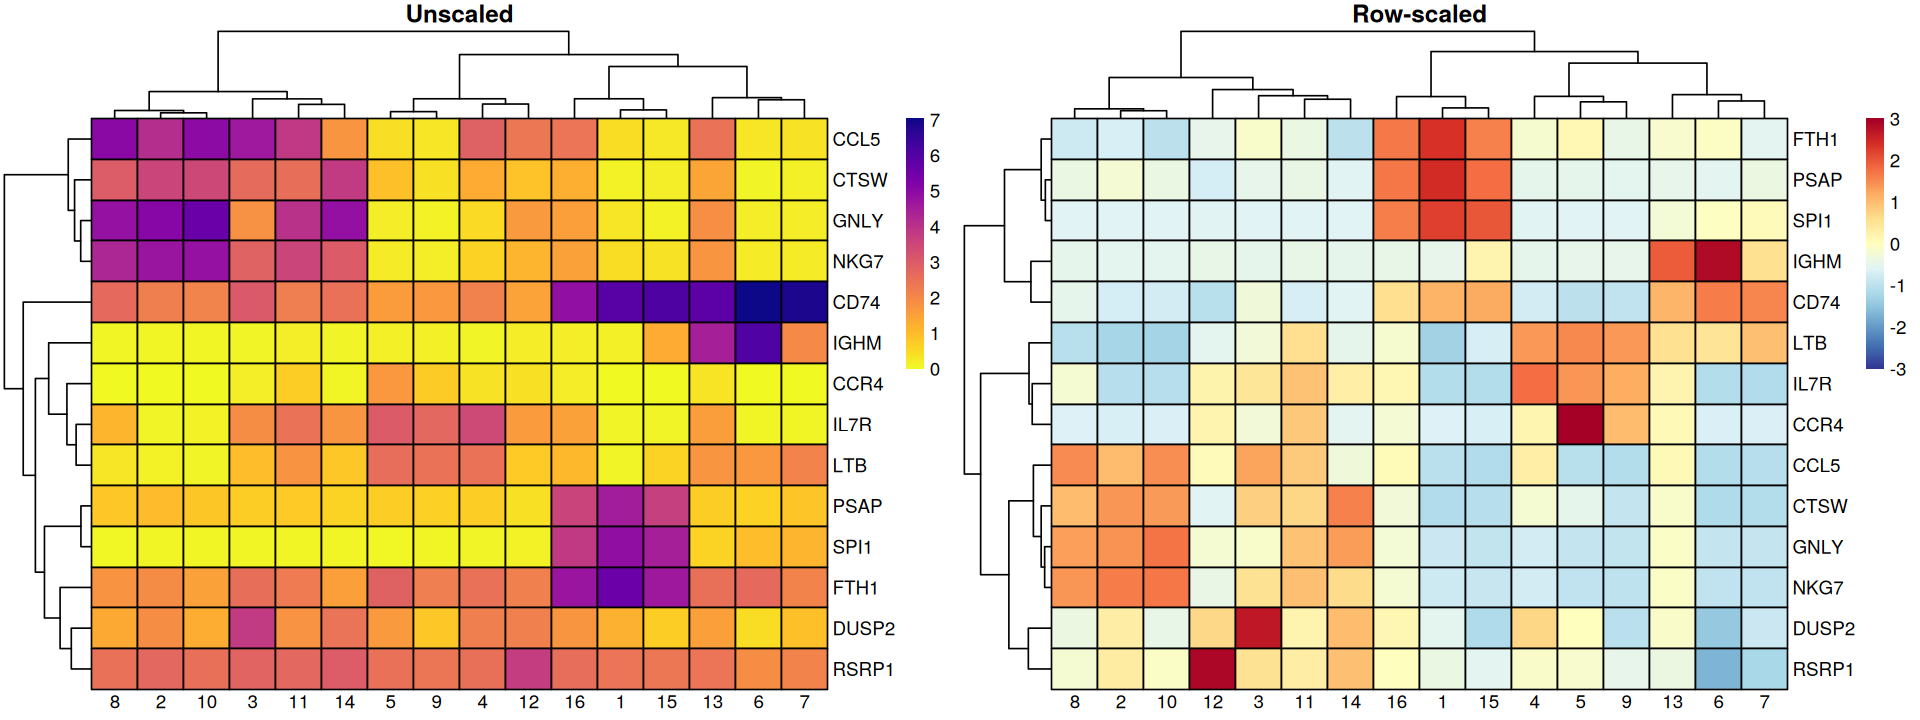 Unscaled
CCL5
CTSW
GNLY
NKG7
CD74
IGHM
CCR4
IL7R
LTB
PSAP
SPI1
FTH1
DUSP2
RSRP1
8 2 10 3 11 14 5 9 4 12 16 1 15 13 6 7
7
6
5
4
3
2
1
0
Row-scaled
FTH1
PSAP
SPI1
IGHM
CD74
LTB
IL7R
CCR4
CCL5
CTSW
GNLY
NKG7
DUSP2
RSRP1
8 2 10 12 3 11 14 16 1 15 4 5 9 13 6 7
3
2
1
0
-1
-2
-3